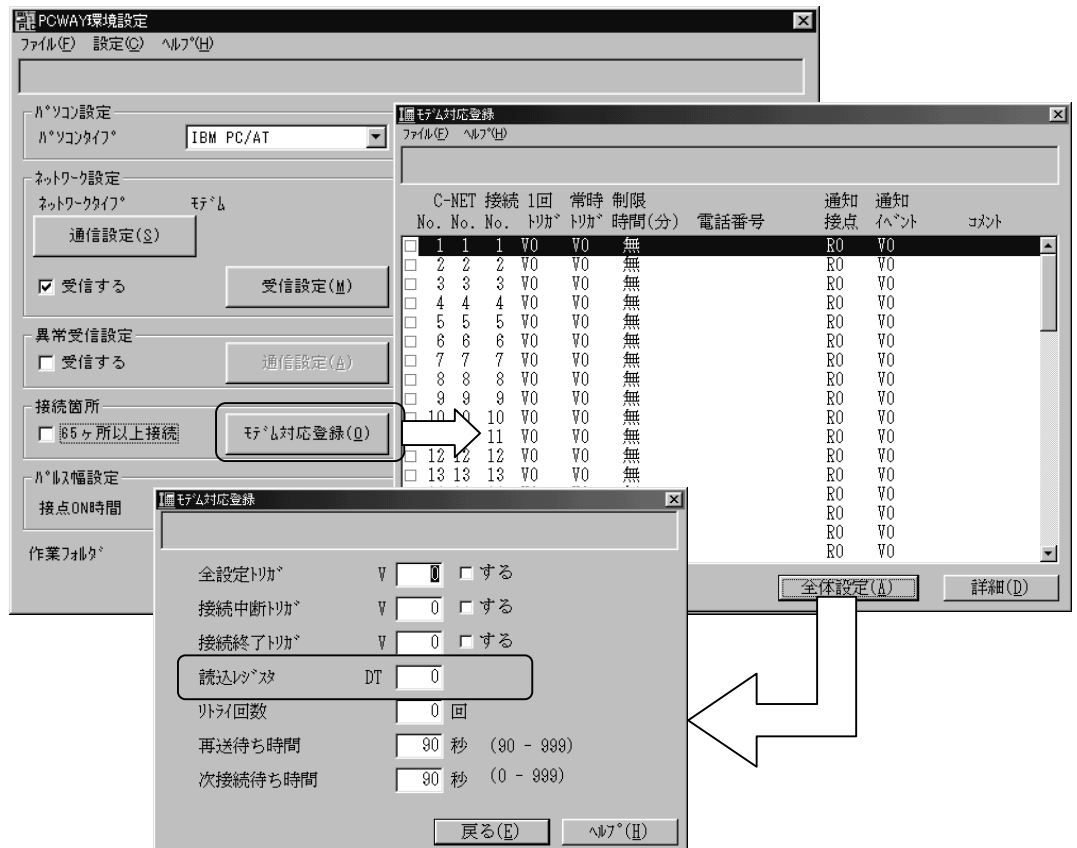 PCWAY環境設定
ファイル(F) 設定(C) ヘルプ(H)
パソコン設定
パソコンタイプ IBM PC/AT
ネットワーク設定
ネットワークタイプ モデム
通信設定(S)
受信する 受信設定(M)
異常受信設定
受信する 通信設定(A)
接続箇所
65ヶ所以上接続 モデム対応登録(O)
パルス幅設定
接点ON時間
作業フォルダ
モデム対応登録
ファイル(F) ヘルプ(H)
C-NET 接続 1回 常時 制限 通知 通知
No. No. No. トリガ トリガ 時間(分) 電話番号 接点 イベント コメント
1 1 1 V0 V0 無 R0 V0
2 2 2 V0 V0 無 R0 V0
3 3 3 V0 V0 無 R0 V0
4 4 4 V0 V0 無 R0 V0
5 5 5 V0 V0 無 R0 V0
6 6 6 V0 V0 無 R0 V0
7 7 7 V0 V0 無 R0 V0
8 8 8 V0 V0 無 R0 V0
9 9 9 V0 V0 無 R0 V0
10 10 10 V0 V0 無 R0 V0
11 V0 V0 無 R0 V0
12 12 12 V0 V0 無 R0 V0
13 13 13 V0 V0 無 R0 V0
R0 V0
R0 V0
R0 V0
R0 V0
全体設定(A) 詳細(D)
モデム対応登録
全設定トリガ V 0 する
接続中断トリガ V 0 する
接続終了トリガ V 0 する
読込レジスタ DT 0
リトライ回数 0 回
再送待ち時間 90 秒 (90 - 999)
次接続待ち時間 90 秒 (0 - 999)
戻る(E) ヘルプ(H)